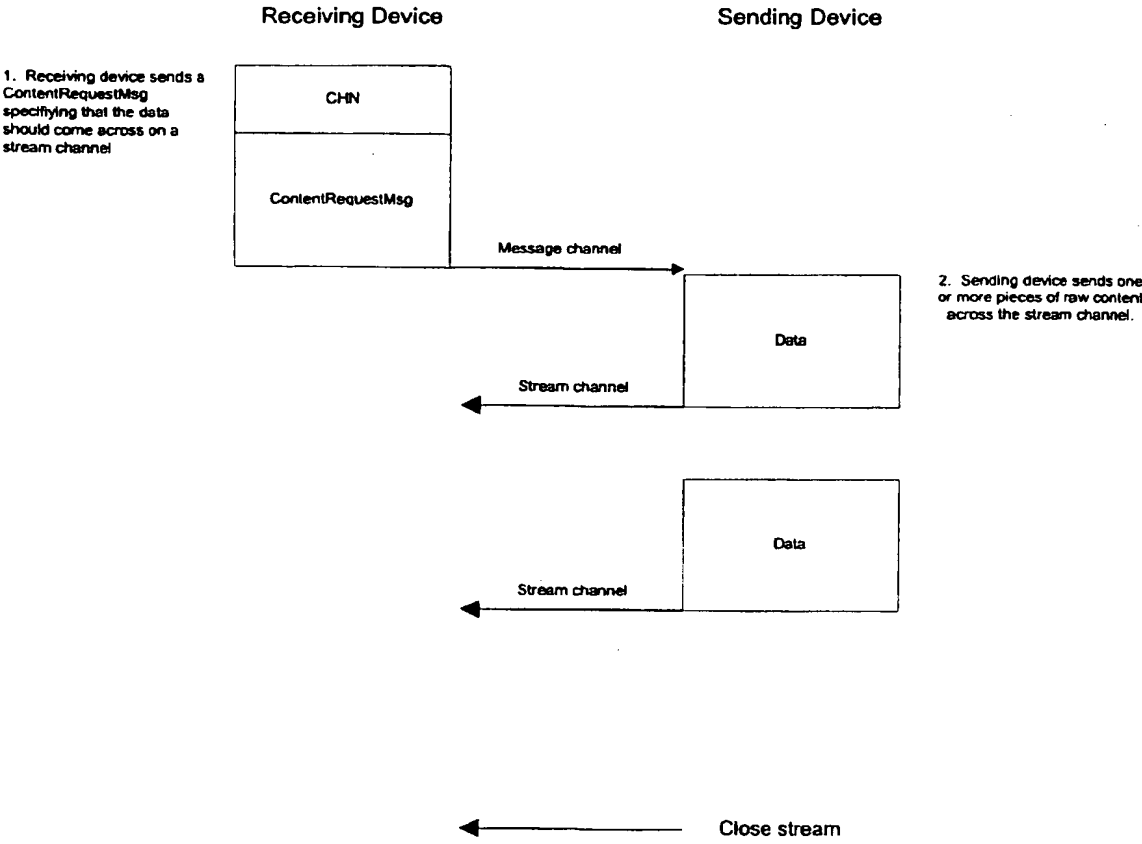 Receiving Device
Sending Device
1. Receiving device sends a
ContentRequestMsg
specifiying that the data
should come across on a
stream channel
CHN
ContentRequestMsg
Message channel
2. Sending device sends one
or more pieces of raw content
across the stream channel.
Data
Stream channel
Data
Stream channel
Close stream